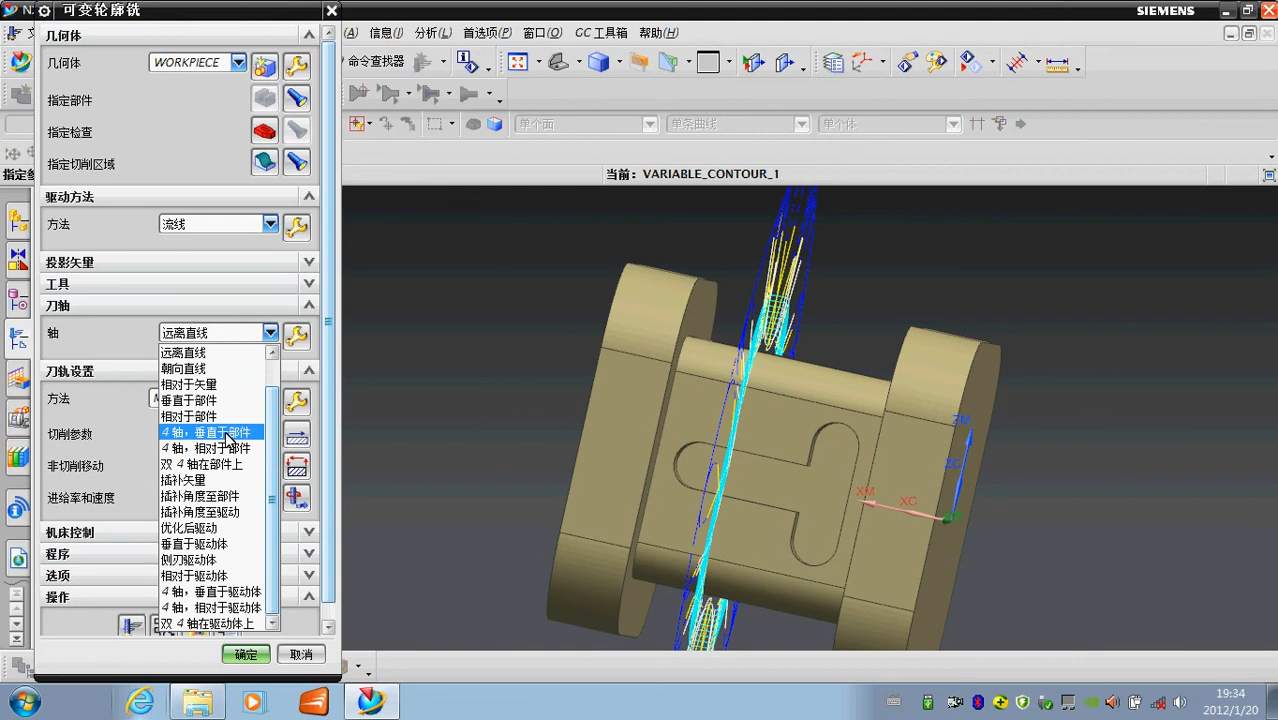 可变轮廓铣
SIEMENS
几何体
(A) 信息(I) 分析(L) 首选项(P) 窗口(O) CC 工具箱 帮助(H)
几何体 WORKPIECE
命令查找器
指定部件
指定检查
单个面 单条曲线 单个体
指定切削区域
当前: VARIABLE_CONTOUR_1
驱动方法
方法 流线
投影矢量
工具
刀轴
轴 远离直线
远离直线
朝向直线
刀轨设置
相对于矢量
方法
垂直于部件
相对于部件
切削参数
4 轴，垂直于部件
4 轴，相对于部件
非切削移动
双 4 轴在部件上
插补矢量
进给率和速度
插补角度至部件
插补角度至驱动
机床控制
优化后驱动
垂直于驱动体
程序
侧刃驱动体
选项
相对于驱动体
4 轴，垂直于驱动体
操作
4 轴，相对于驱动体
双 4 轴在驱动体上
确定 取消
ZM
ZC
XM
XC
19:34
2012/1/20